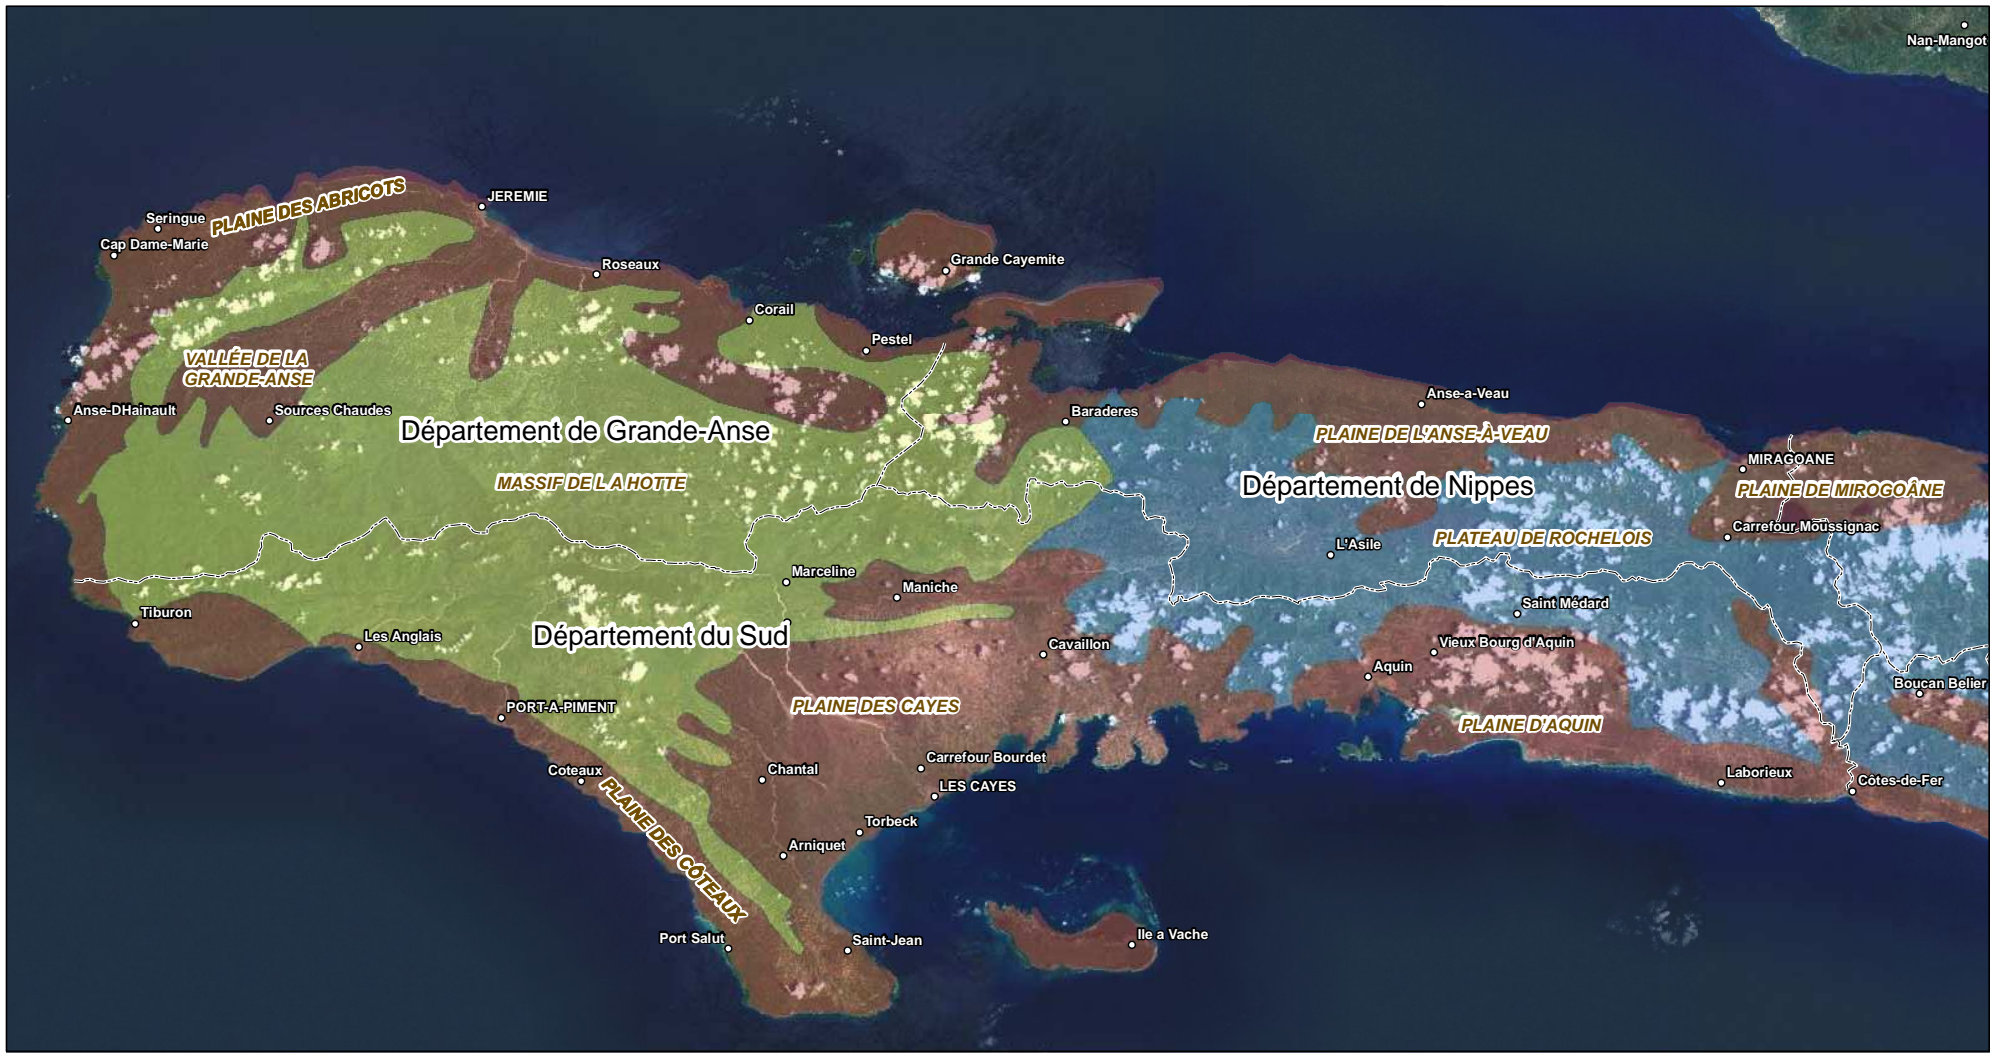 Nan-Mangot
PLAINE DES ABRICOTS
JEREMIE
Seringue
Cap Dame-Marie
Roseaux
Grande Cayemite
Corail
Pestel
VALLÉE DE LA
GRANDE-ANSE
Anse-DHainault
Sources Chaudes
Baraderes
Anse-a-Veau
Département de Grande-Anse
PLAINE DE L'ANSE-À-VEAU
MIRAGOANE
MASSIF DE L A HOTTE
Département de Nippes
PLAINE DE MIROGOÂNE
Carrefour Moussignac
L'Asile
PLATEAU DE ROCHELOIS
Marceline
Maniche
Saint Médard
Tiburon
Les Anglais
Département du Sud
Cavaillon
Vieux Bourg d'Aquin
Aquin
Boucan Belier
PORT-A-PIMENT
PLAINE DES CAYES
PLAINE D'AQUIN
Coteaux
Chantal
Carrefour Bourdet
LES CAYES
Laborieux
Côtes-de-Fer
PLAINE DES CÔTEAUX
Torbeck
Arniquet
Port Salut
Saint-Jean
Ile a Vache